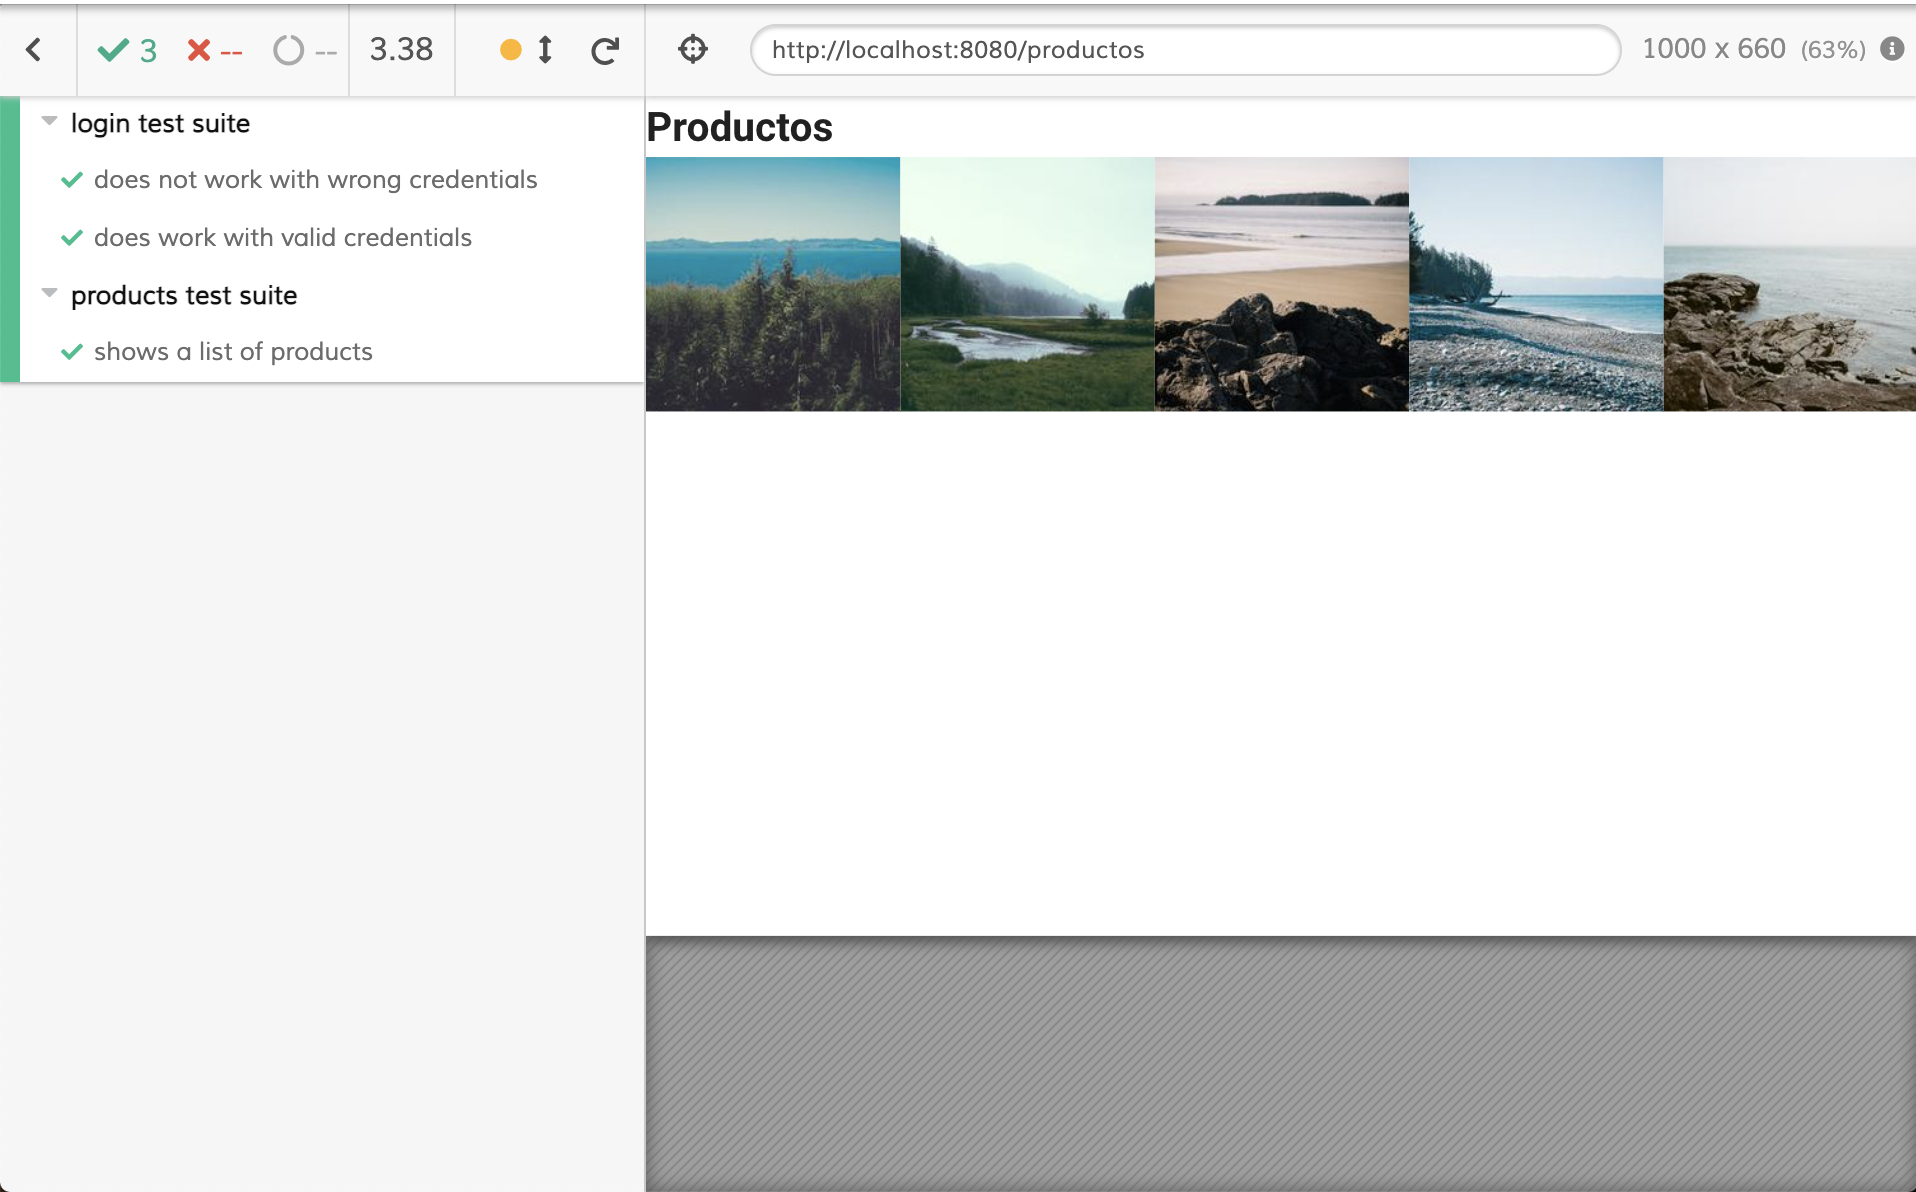 3 -- -- 3.38 http://localhost:8080/productos 1000 x 660 (63%)
login test suite
does not work with wrong credentials
does work with valid credentials
products test suite
shows a list of products
Productos